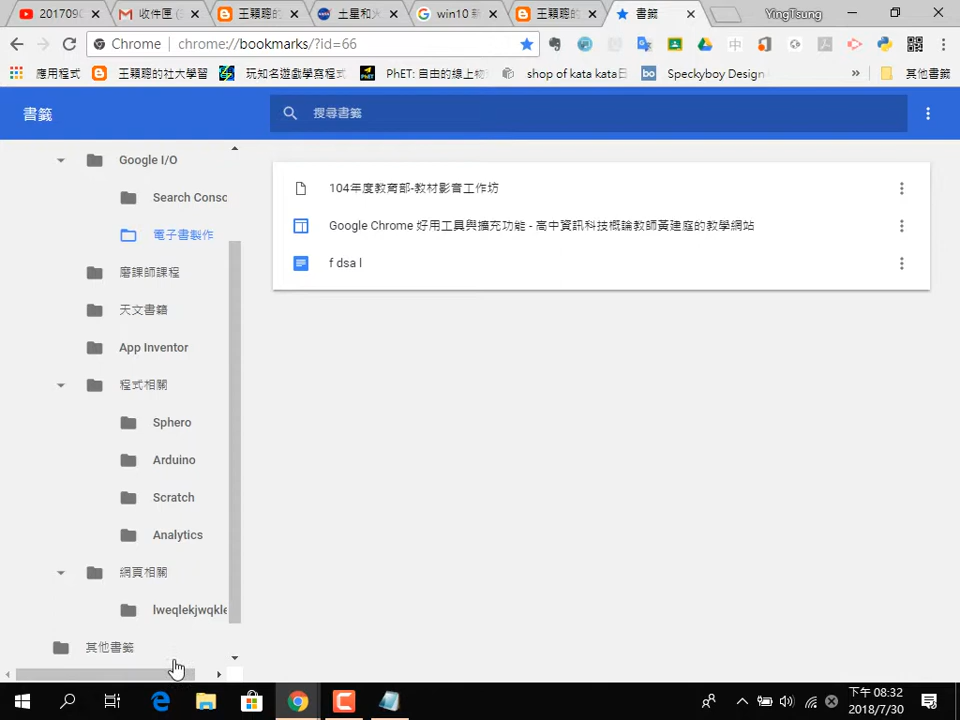 201709
收件匣 (
王穎聰的
土星和火
win10
王穎聰的
書籤
YingTsung
Chrome
chrome://bookmarks/?id=66
應用程式
王穎聰的社大學習
玩知名遊戲學寫程式
PhET: 自由的線上物
shop of kata kata
Speckyboy Design
»
其他書籤
書籤
搜尋書籤
Google I/O
Search Consc
電子書製作
磨課師課程
天文書籍
App Inventor
程式相關
Sphero
Arduino
Scratch
Analytics
網頁相關
lweqlekjwqkle
其他書籤
104年度教育部-教材影音工作坊
Google Chrome 好用工具與擴充功能 - 高中資訊科技概論教師黃建庭的教學網站
f dsa l
下午 08:32
2018/7/30